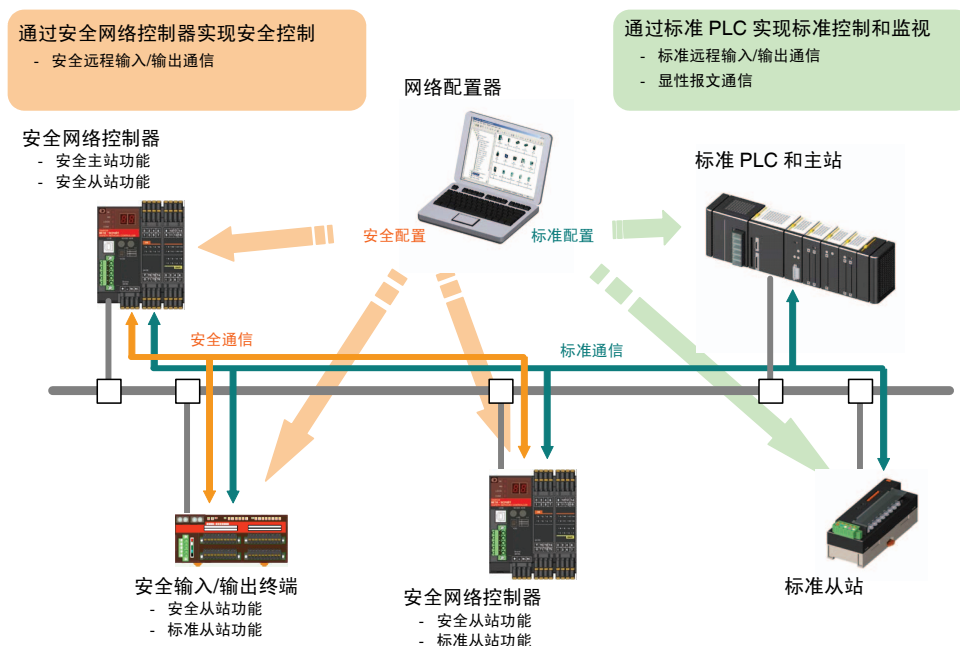 通过安全网络控制器实现安全控制
- 安全远程输入/输出通信
通过标准 PLC 实现标准控制和监视
- 标准远程输入/输出通信
- 显性报文通信
网络配置器
安全网络控制器
- 安全主站功能
- 安全从站功能
标准 PLC 和主站
安全配置
标准配置
安全通信
标准通信
安全输入/输出终端
- 安全从站功能
- 标准从站功能
安全网络控制器
- 安全从站功能
- 标准从站功能
标准从站